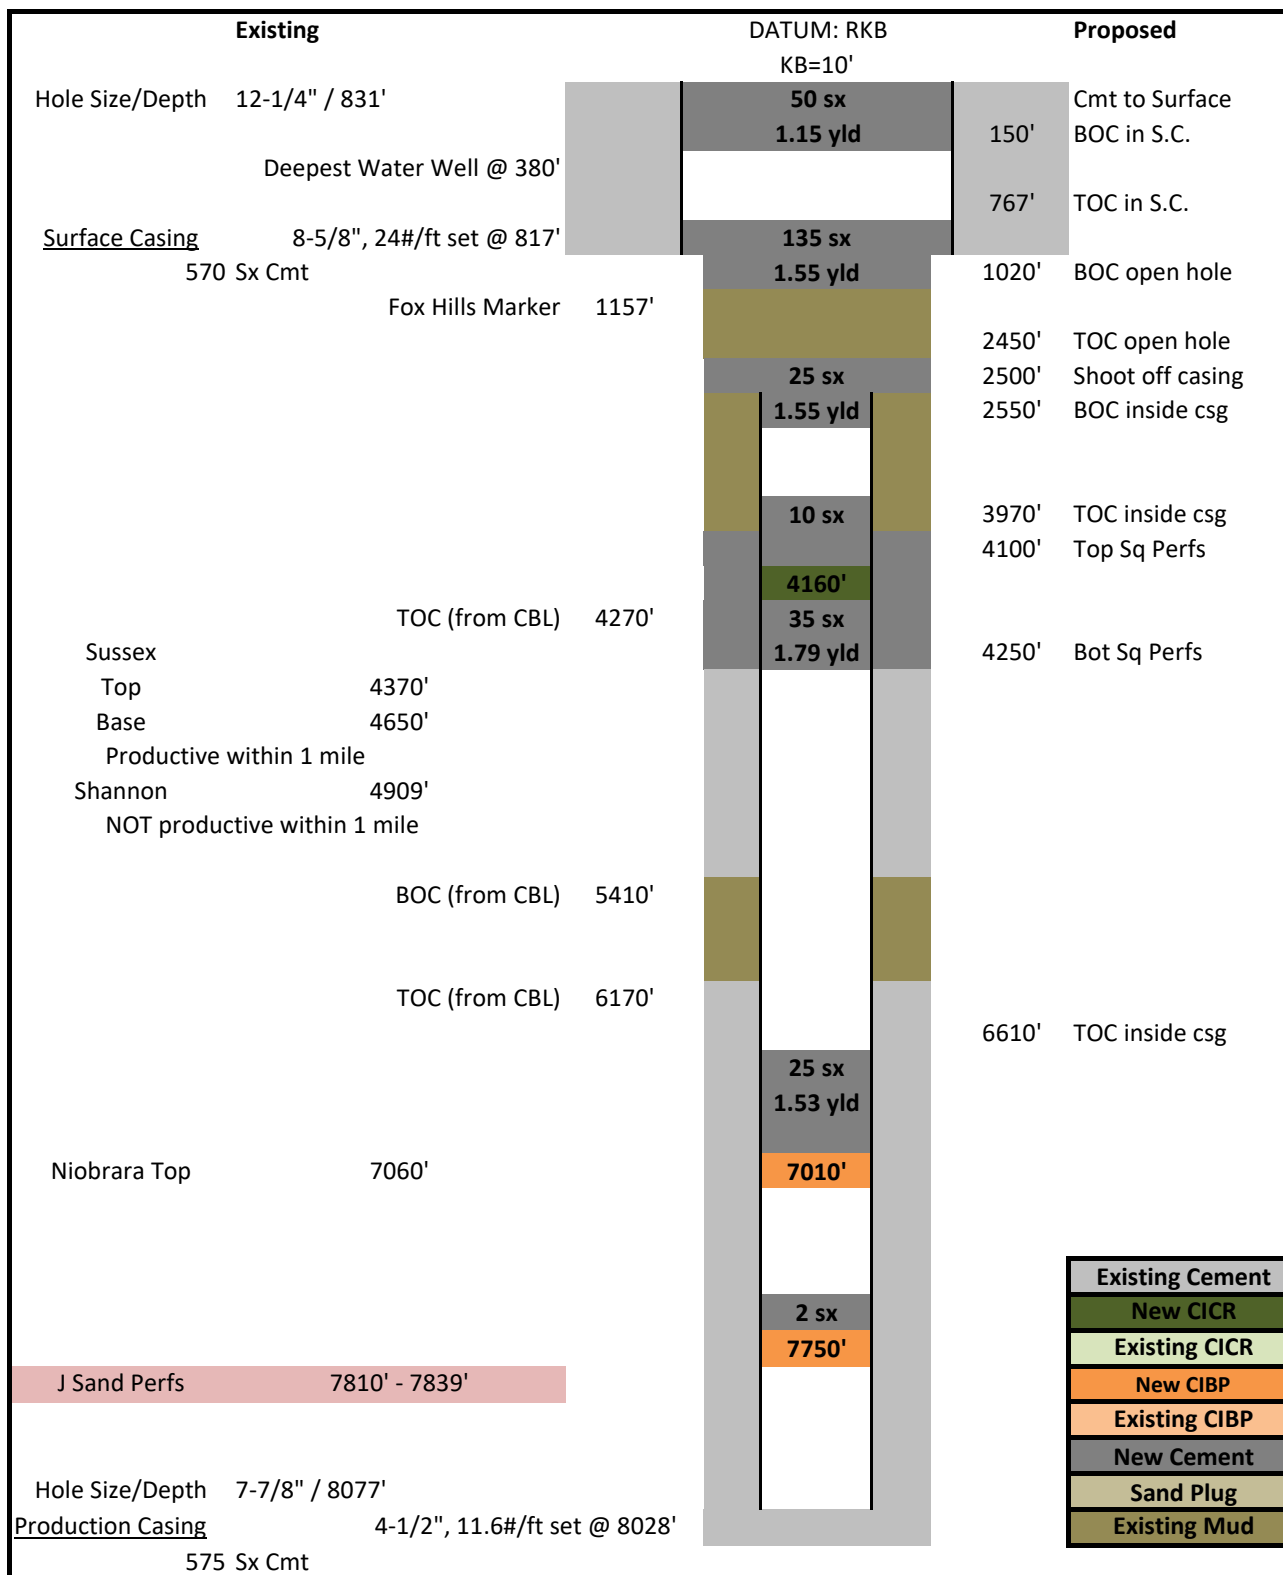 Existing DATUM: RKB Proposed
KB=10'
Hole Size/Depth 12-1/4" / 831' 50 sx Cmt to Surface
1.15 yld 150' BOC in S.C.
Deepest Water Well @ 380'
767' TOC in S.C.
Surface Casing 8-5/8", 24#/ft set @ 817' 135 sx
570 Sx Cmt 1.55 yld 1020' BOC open hole
Fox Hills Marker 1157'
2450' TOC open hole
25 sx 2500' Shoot off casing
1.55 yld 2550' BOC inside csg
10 sx 3970' TOC inside csg
4100' Top Sq Perfs
4160'
TOC (from CBL) 4270' 35 sx
Sussex 1.79 yld 4250' Bot Sq Perfs
Top 4370'
Base 4650'
Productive within 1 mile
Shannon 4909'
NOT productive within 1 mile
BOC (from CBL) 5410'
TOC (from CBL) 6170'
6610' TOC inside csg
25 sx
1.53 yld
Niobrara Top 7060' 7010'
Existing Cement
2 sx New CICR
7750' Existing CICR
J Sand Perfs 7810' - 7839' New CIBP
Existing CIBP
New Cement
Hole Size/Depth 7-7/8" / 8077' Sand Plug
Production Casing 4-1/2", 11.6#/ft set @ 8028' Existing Mud
575 Sx Cmt